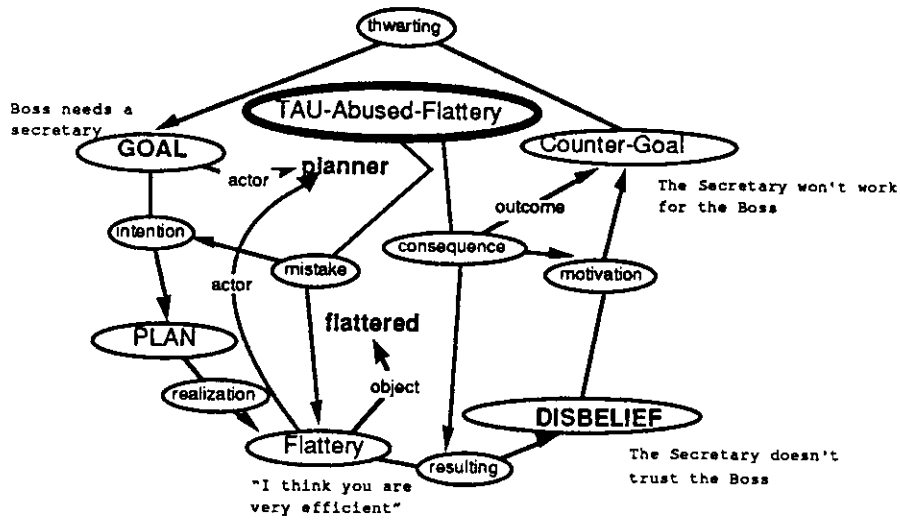 thwarting
Boss needs a
secretary
TAU-Abused-Flattery
GOAL
Counter-Goal
actor
planner
The Secretary won't work
for the Boss
outcome
intention
consequence
mistake
motivation
actor
flattered
PLAN
object
realization
DISBELIEF
Flattery
resulting
The Secretary doesn't
trust the Boss
"I think you are
very efficient"